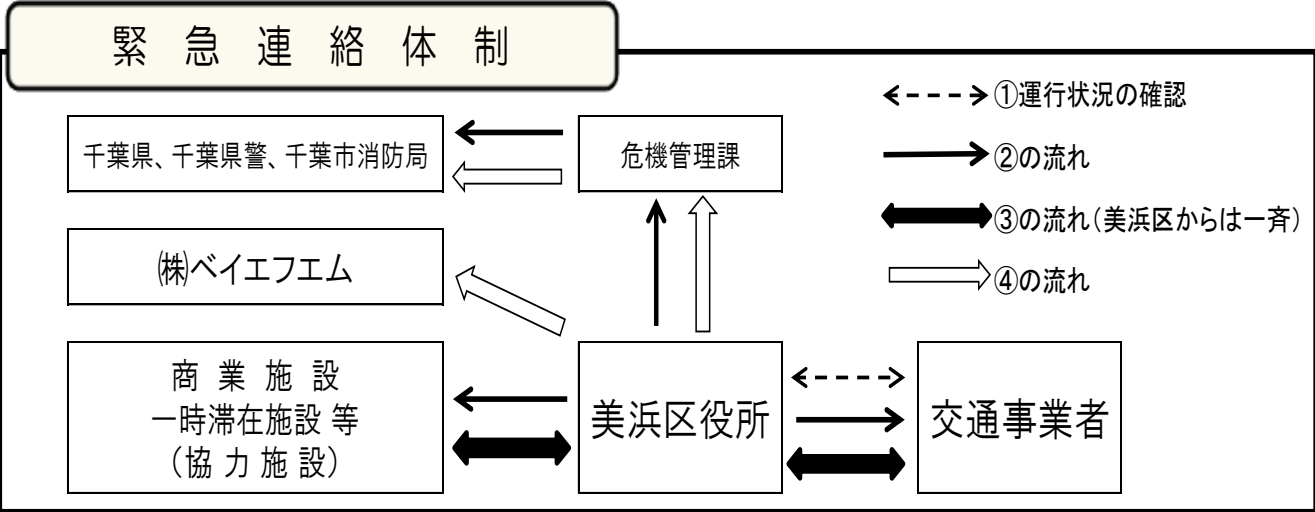 緊急連絡体制
①運行状況の確認
千葉県、千葉県警、千葉市消防局
危機管理課
②の流れ
③の流れ(美浜区からは一斉)
㈱ベイエフエム
④の流れ
商業施設
一時滞在施設等
(協力施設)
美浜区役所
交通事業者